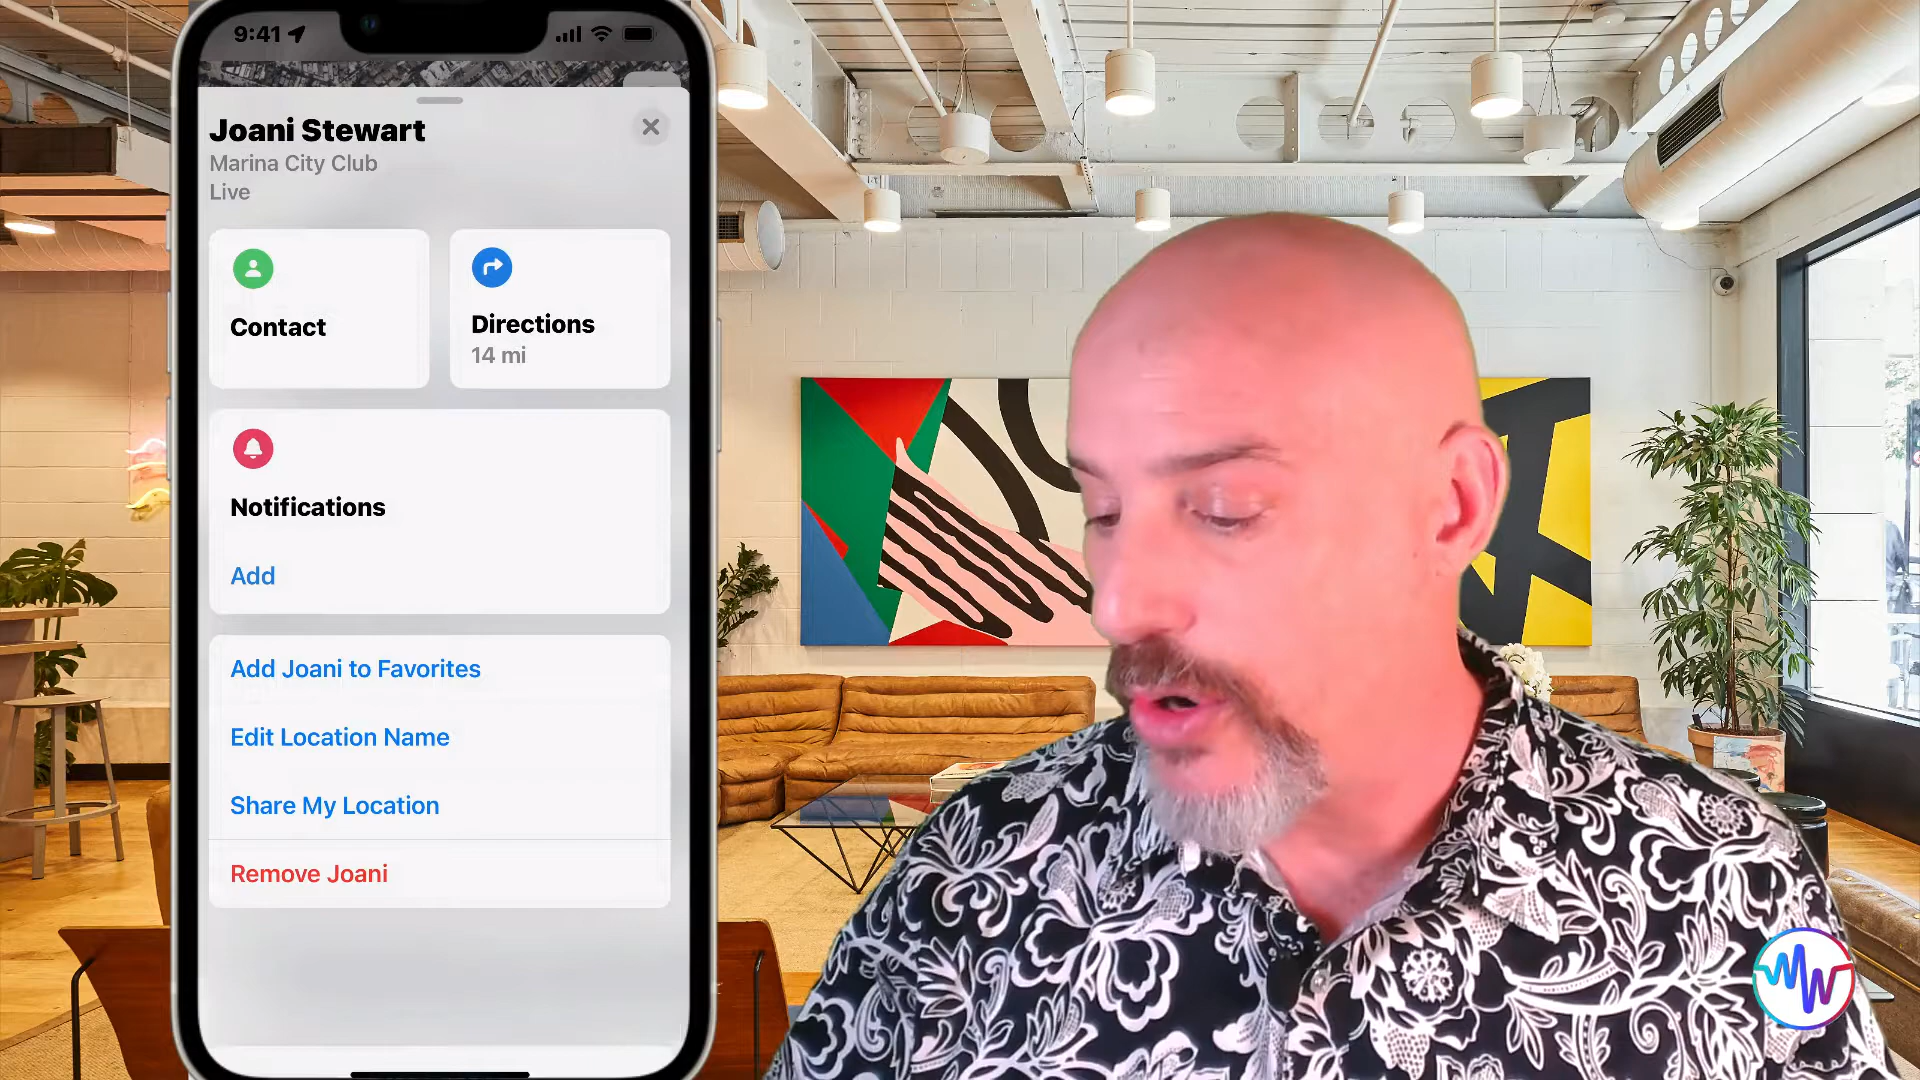 9:41
Joani Stewart
Marina City Club
Live
Contact
Directions
14 mi
Notifications
Add
Add Joani to Favorites
Edit Location Name
Share My Location
Remove Joani